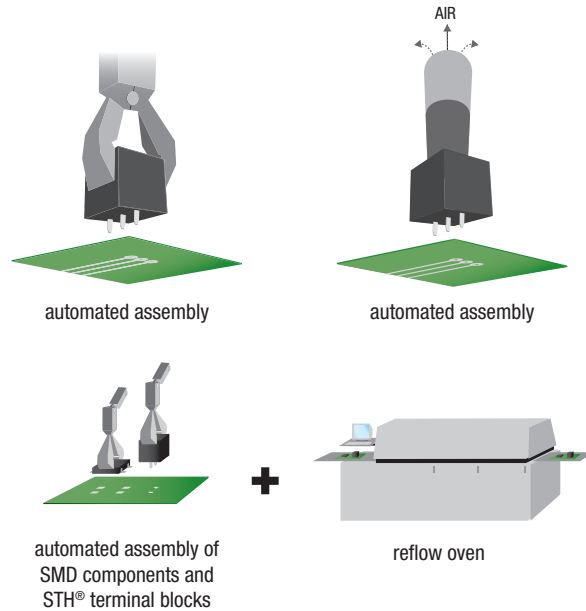 AIR
automated assembly
automated assembly
automated assembly of
SMD components and
STH® terminal blocks
reflow oven